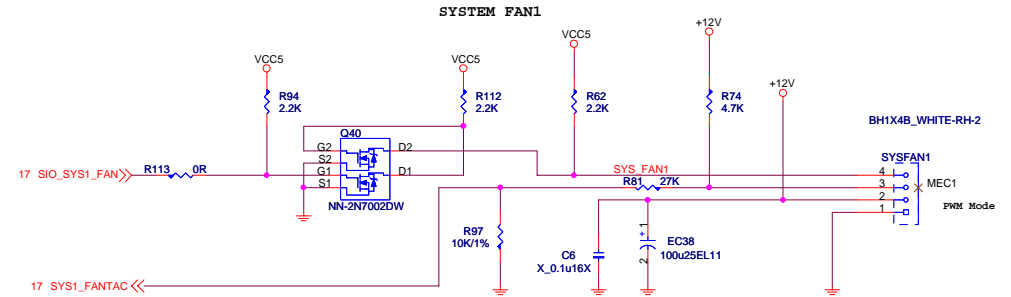 SYSTEM FAN1
+12V
VCC5
VCC5
VCC5
+12V
R94
2.2K
R112
2.2K
R62
2.2K
R74
4.7K
BH1X4B_WHITE-RH-2
Q40
G2
S2
G1
S1
D2
D1
NN-2N7002DW
17 SIO_SYS1_FAN
R113 0R
SYS_FAN1
R81 27K
SYSFAN1
4
3
2
1
MEC1
PWM Mode
R97
10K/1%
C6
X_0.1u16X
+
1
2
EC38
100u25EL11
17 SYS1_FANTAC